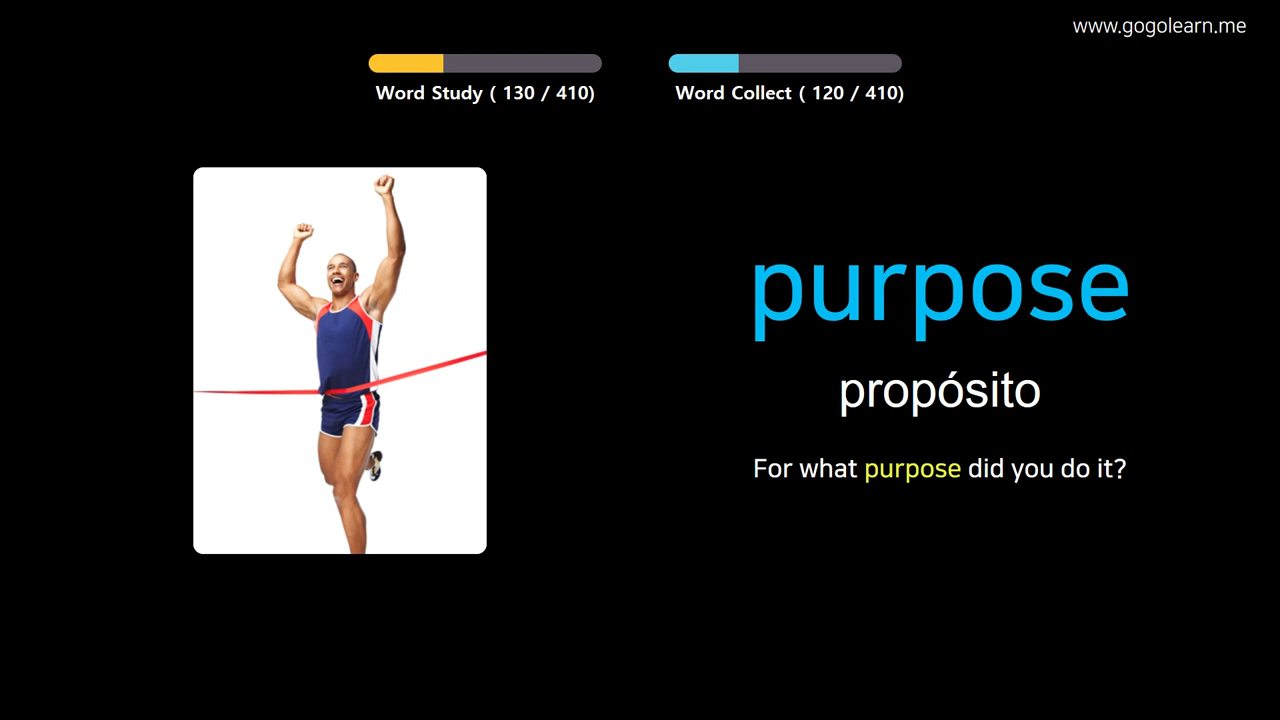 www.gogolearn.me
Word Study ( 130 / 410)
Word Collect ( 120 / 410)
purpose
propósito
For what purpose did you do it?